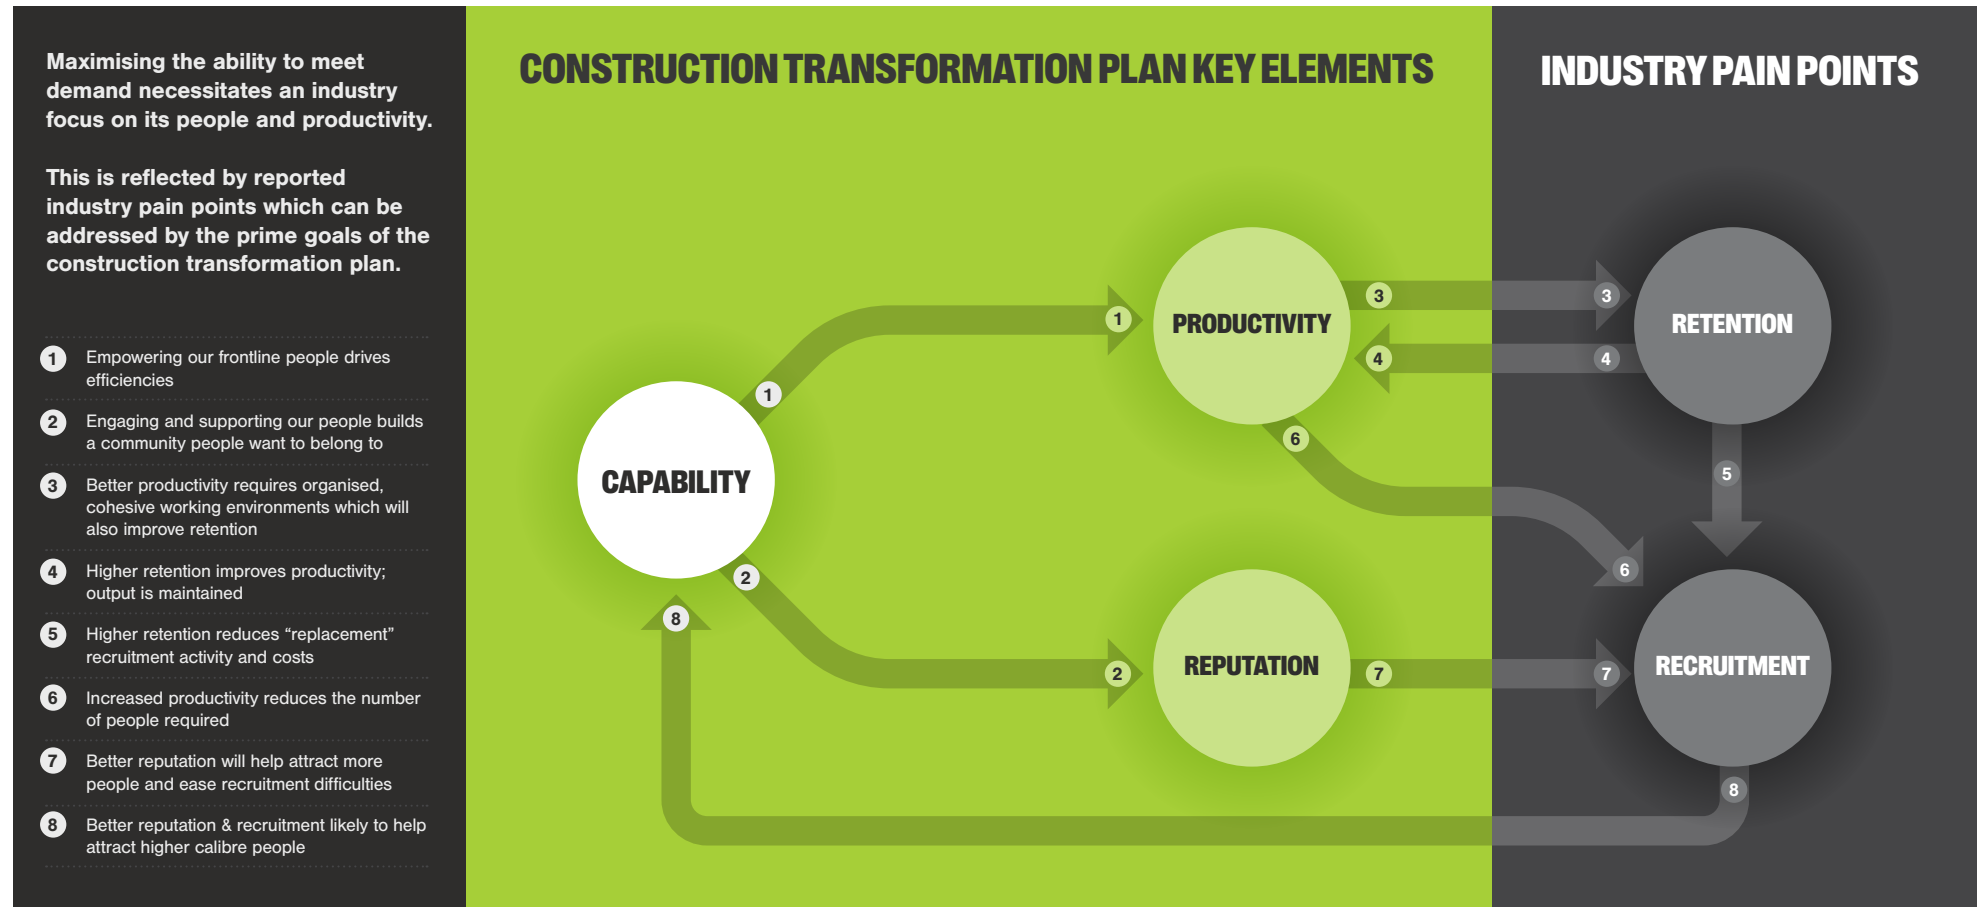 Maximising the ability to meet
demand necessitates an industry
focus on its people and productivity.
This is reflected by reported
industry pain points which can be
addressed by the prime goals of the
construction transformation plan.
1 Empowering our frontline people drives
efficiencies
2 Engaging and supporting our people builds
a community people want to belong to
3 Better productivity requires organised,
cohesive working environments which will
also improve retention
4 Higher retention improves productivity;
output is maintained
5 Higher retention reduces “replacement”
recruitment activity and costs
6 Increased productivity reduces the number
of people required
7 Better reputation will help attract more
people and ease recruitment difficulties
8 Better reputation & recruitment likely to help
attract higher calibre people
CONSTRUCTION TRANSFORMATION PLAN KEY ELEMENTS
CAPABILITY
1
1
2
2
8
PRODUCTIVITY
3
4
6
REPUTATION
7
INDUSTRY PAIN POINTS
3
4
RETENTION
5
6
7
RECRUITMENT
8